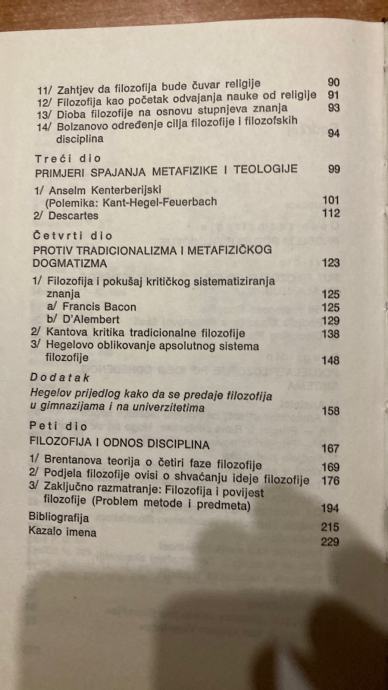 11/ Zahtjev da filozofija bude čuvar religije 90
12/ Filozofija kao početak odvajanja nauke od religije 91
13/ Dioba filozofije na osnovu stupnjeva znanja 93
14/ Bolzanovo određenje cilja filozofije i filozofskih
disciplina 94
Treći dio
PRIMJERI SPAJANJA METAFIZIKE I TEOLOGIJE 99
1/ Anselm Kenterberijski
(Polemika: Kant-Hegel-Feuerbach 101
2/ Descartes 112
Četvrti dio
PROTIV TRADICIONALIZMA I METAFIZIČKOG
DOGMATIZMA 123
1/ Filozofija i pokušaj kritičkog sistematiziranja
znanja 125
a/ Francis Bacon 125
b/ D'Alembert 129
2/ Kantova kritika tradicionalne filozofije 138
3/ Hegelovo oblikovanje apsolutnog sistema
filozofije 148
Dodatak
Hegelov prijedlog kako da se predaje filozofija
u gimnazijama i na univerzitetima 158
Peti dio
FILOZOFIJA I ODNOS DISCIPLINA 167
1/ Brentanova teorija o četiri faze filozofije 169
2/ Podjela filozofije ovisi o shvaćanju ideje filozofije 176
3/ Zaključno razmatranje: Filozofija i povijest
filozofije (Problem metode i predmeta) 194
Bibliografija 215
Kazalo imena 229